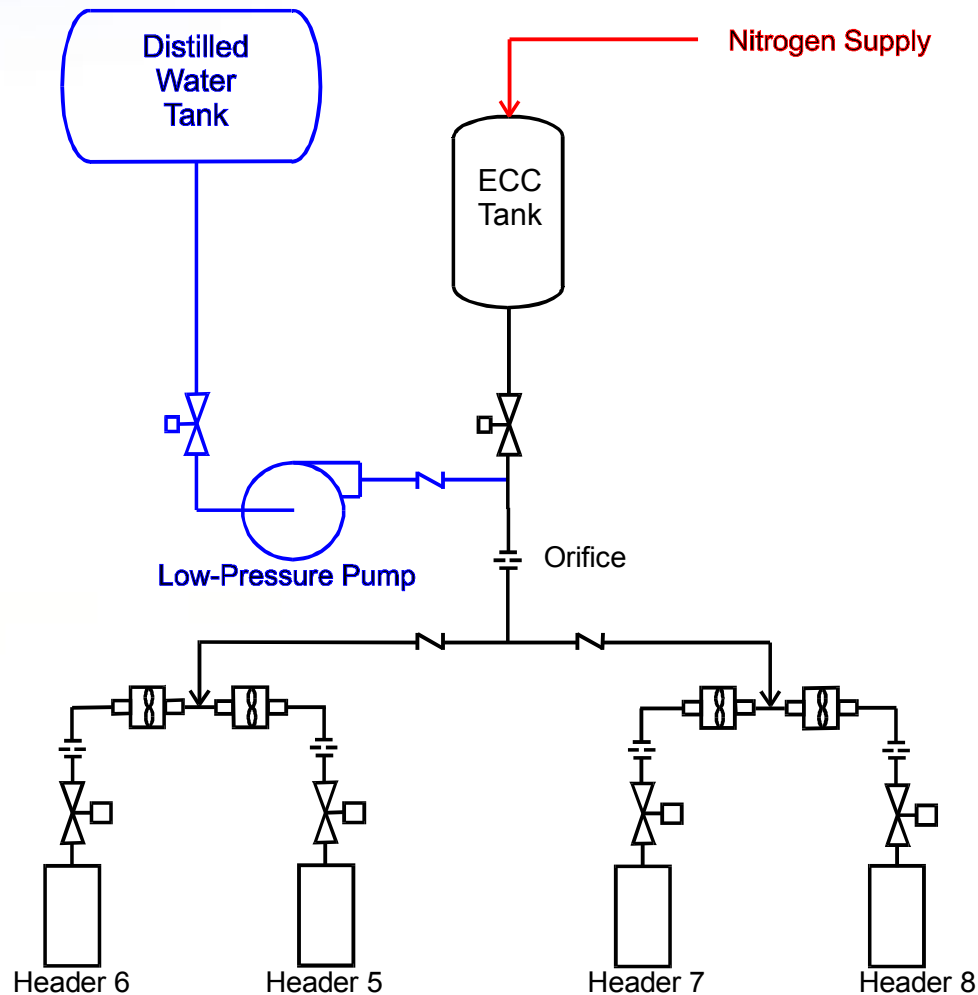 Distilled
Water
Tank
Nitrogen Supply
ECC
Tank
Low-Pressure Pump
Orifice
Header 6
Header 5
Header 7
Header 8